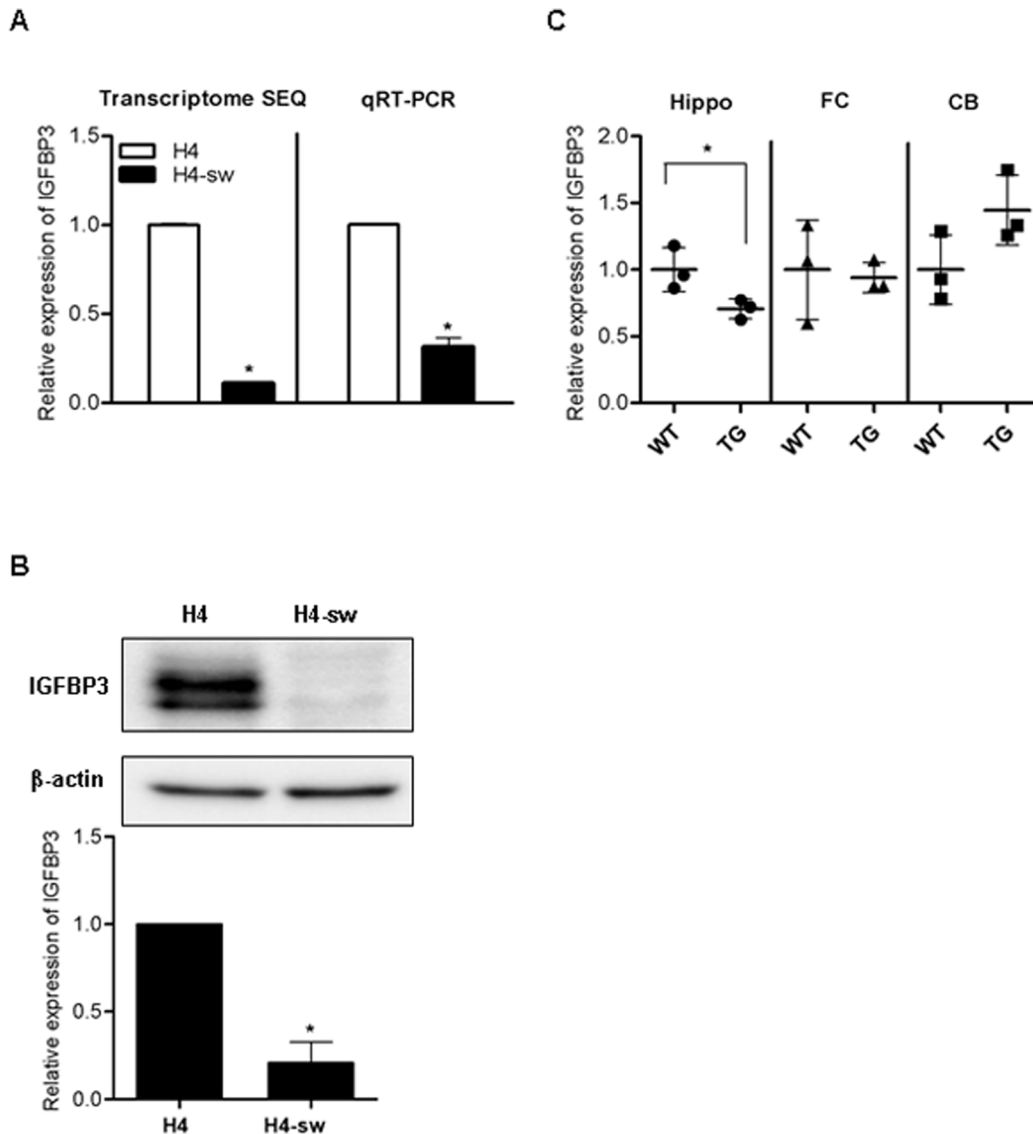 A
Transcriptome SEQ
qRT-PCR
Relative expression of IGFBP3
1.5
1.0
0.5
0.0
H4
H4-sw
*
*
C
Hippo
FC
CB
Relative expression of IGFBP3
2.0
1.5
1.0
0.5
0.0
*
WT
TG
WT
TG
WT
TG
B
H4
H4-sw
IGFBP3
β-actin
Relative expression of IGFBP3
1.5
1.0
0.5
0.0
*
H4
H4-sw